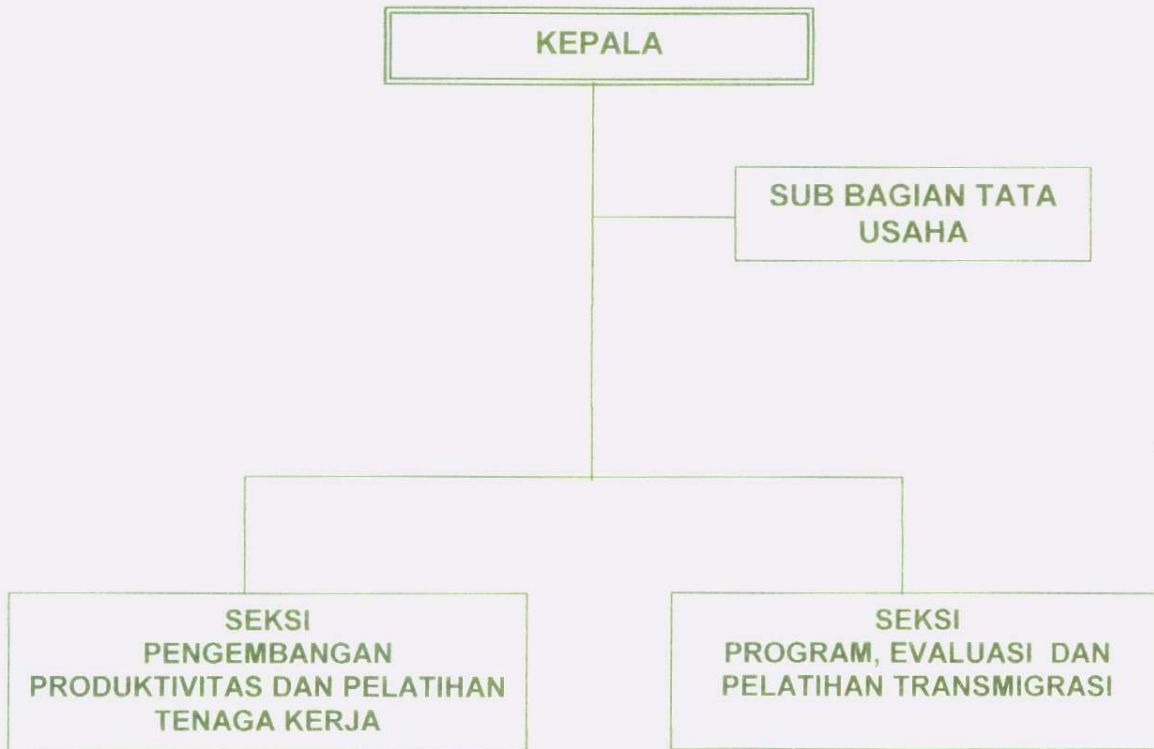 KEPALA
SUB BAGIAN TATA
USAHA
SEKSI
PENGEMBANGAN
PRODUKTIVITAS DAN PELATIHAN
TENAGA KERJA
SEKSI
PROGRAM, EVALUASI DAN
PELATIHAN TRANSMIGRASI